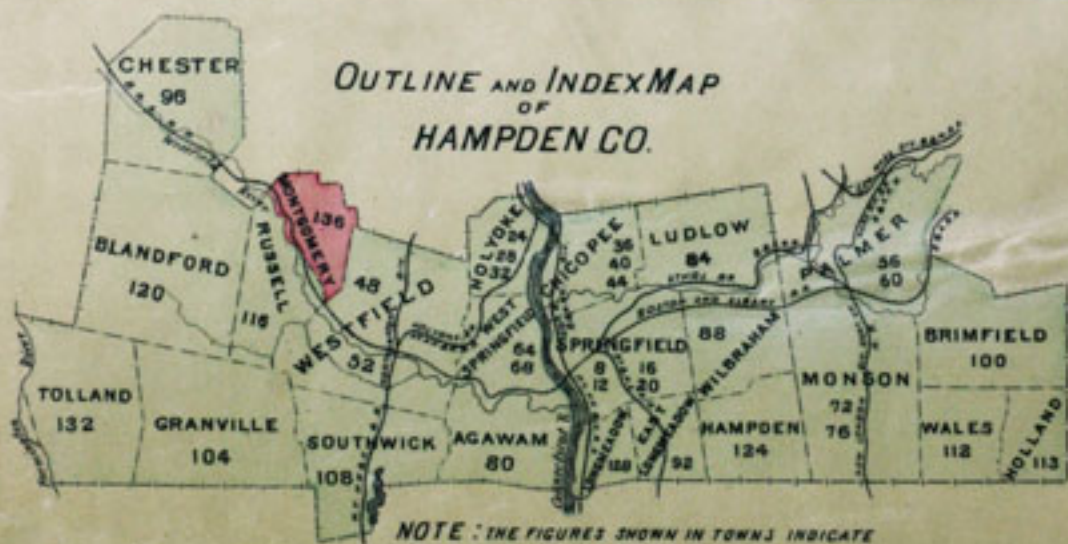 OUTLINE AND INDEX MAP
OF
HAMPDEN CO.
CHESTER
96
MONTGOMERY
136
BLANDFORD
120
RUSSELL
116
WESTFIELD
48
52
HOLYOKE
24
28
32
WEST
SPRINGFIELD
64
68
CHICOPEE
36
40
44
LUDLOW
84
PALMER
56
60
BOSTON AND ALBANY R.R.
SPRINGFIELD
8
12
16
20
WILBRAHAM
88
BRIMFIELD
100
TOLLAND
132
GRANVILLE
104
SOUTHWICK
108
AGAWAM
80
LONGMEADOW
128
EAST
LONGMEADOW
92
HAMPDEN
124
MONSON
72
76
WALES
112
HOLLAND
113
NOTE: THE FIGURES SHOWN IN TOWNS INDICATE